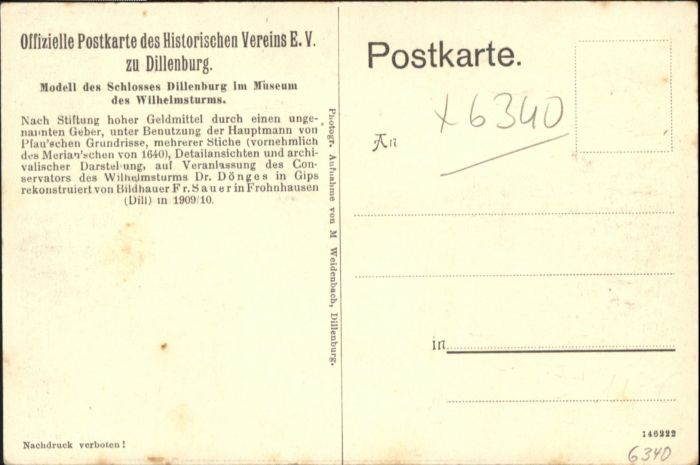 Offizielle Postkarte des Historischen Vereins E. V.
zu Dillenburg.
Modell des Schlosses Dillenburg im Museum
des Wilhelmsturms.
Nach Stiftung hoher Geldmittel durch einen unge-
nannten Geber, unter Benutzung der Hauptmann von
Pfau'schen Grundrisse, mehrerer Stiche (vornehmlich
des Merian'schen von 1640), Detailansichten und archi-
valischer Darstellung, auf Veranlassung des Con-
servators des Wilhelmsturms Dr. Dönges in Gips
rekonstruiert von Bildhauer Fr. Sauer in Frohnhausen
(Dill) in 1909/10.
Nachdruck verboten!
Photogr. Aufnahme von M. Weidenbach, Dillenburg.
Postkarte.
x6340
An
in
146222
6340